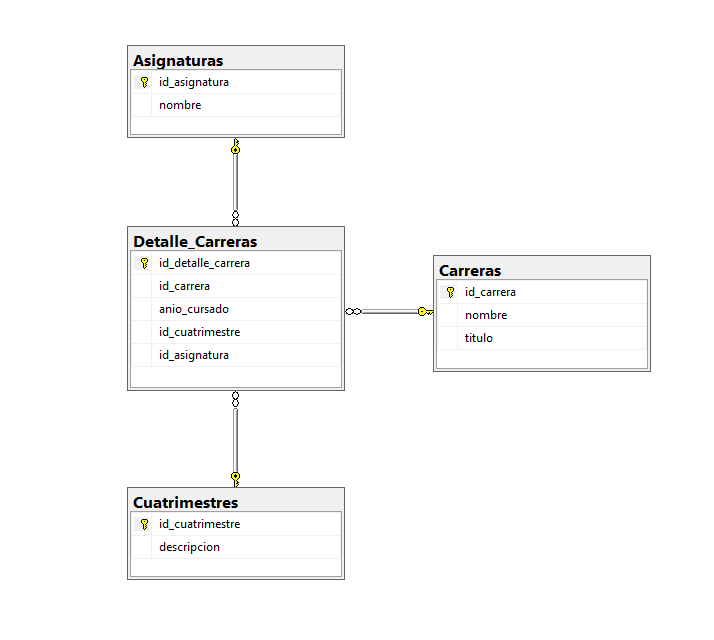 Asignaturas
id_asignatura
nombre
Detalle_Carreras
id_detalle_carrera
id_carrera
anio_cursado
id_cuatrimestre
id_asignatura
Carreras
id_carrera
nombre
titulo
Cuatrimestres
id_cuatrimestre
descripcion